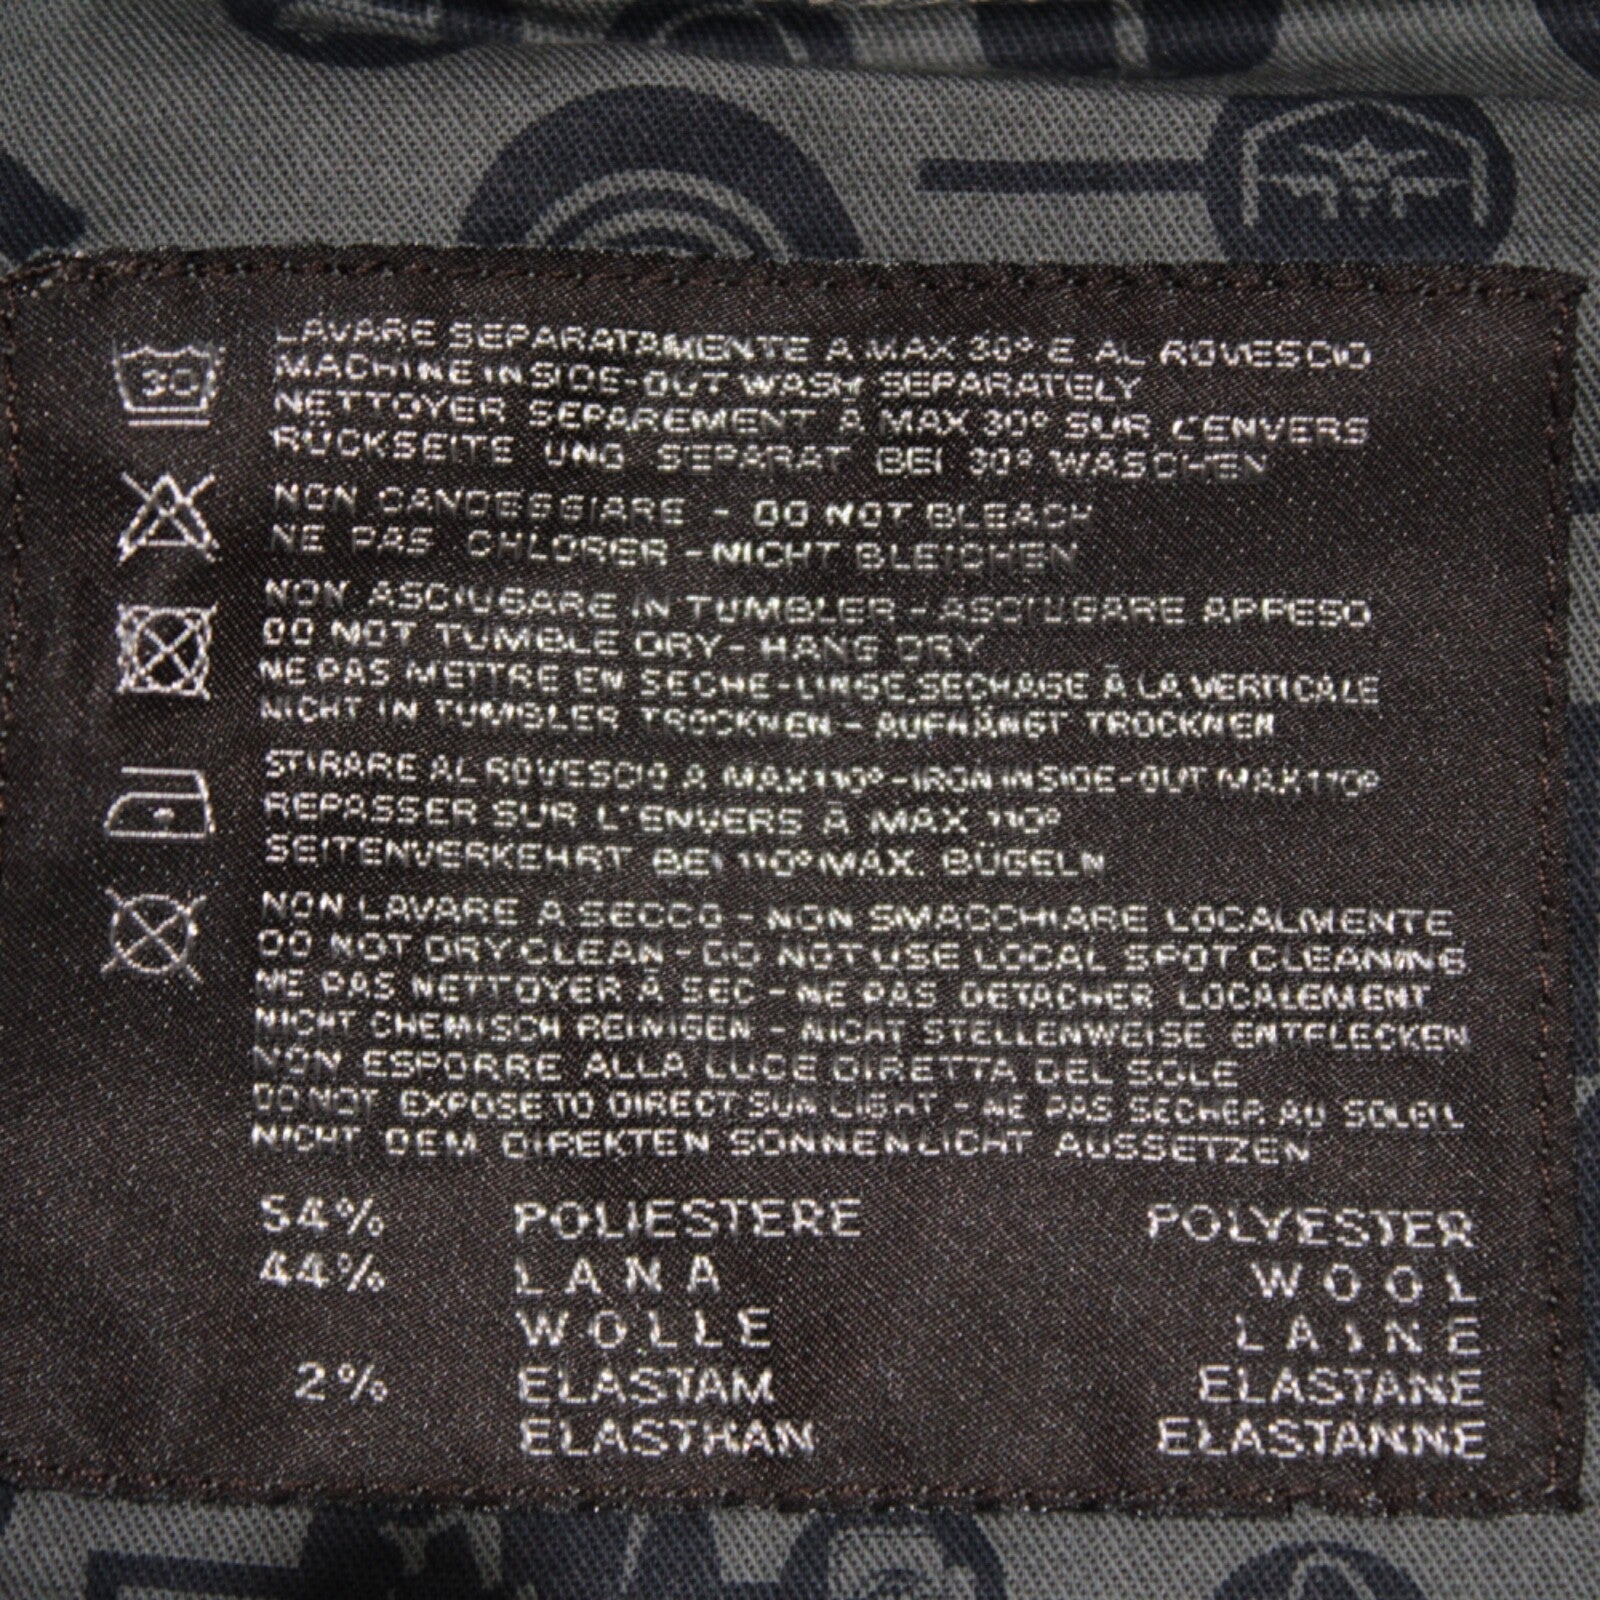 30
LAVARE SEPARATAMENTE A MAX 30° E AL ROVESCIO
MACHINE INSIDE-OUT WASH SEPARATELY
NETTOYER SEPAREMENT À MAX 30° SUR L'ENVERS
RÜCKSEITE UND SEPARAT BEI 30° WASCHEN
NON CANDEGGIARE - DO NOT BLEACH
NE PAS CHLORER - NICHT BLEICHEN
NON ASCIUGARE IN TUMBLER - ASCIUGARE APPESO
DO NOT TUMBLE DRY - HANG DRY
NE PAS METTRE EN SECHE-LINGE, SECHAGE À LA VERTICALE
NICHT IN TUMBLER TROCKNEN - AUFHÄNGT TROCKNEN
STIRARE AL ROVESCIO A MAX 110° - IRON INSIDE-OUT MAX 110°
REPASSER SUR L'ENVERS À MAX 110°
SEITENVERKEHRT BEI 110° MAX. BÜGELN
NON LAVARE A SECCO - NON SMACCHIARE LOCALMENTE
DO NOT DRY CLEAN - DO NOT USE LOCAL SPOT CLEANING
NE PAS NETTOYER À SEC - NE PAS DETACHER LOCALEMENT
NICHT CHEMISCH REINIGEN - NICHT STELLENWEISE ENTFLECKEN
NON ESPORRE ALLA LUCE DIRETTA DEL SOLE
DO NOT EXPOSE TO DIRECT SUN LIGHT - NE PAS SECHER AU SOLEIL
NICHT DEM DIREKTEN SONNENLICHT AUSSETZEN
54% POLIESTERE POLYESTER
44% LANA WOOL
WOLLE LAINE
2% ELASTAM ELASTANE
ELASTHAN ELASTANNE